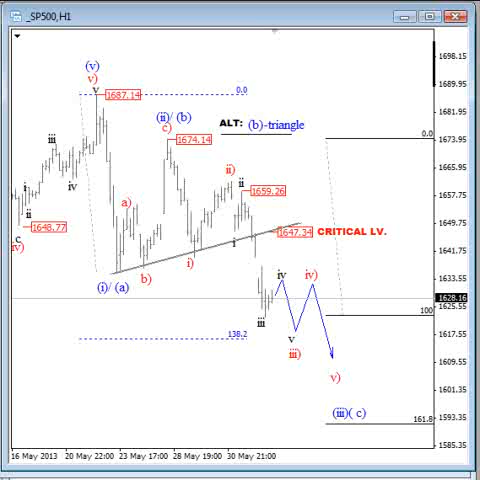 _SP500,H1
1698.15
(v)
v)
v
0.0
1687.14
1689.95
1681.95
(ii)/ (b)
c)
ALT: (b)-triangle
1674.14
0.0
1673.95
iii
1665.95
i
iv
ii)
ii
1659.26
1657.75
ii
1648.77
a)
1649.75
c
iv)
i
1647.34 CRITICAL LV.
1641.75
b)
i)
(i)/ (a)
iv
iv)
1633.55
1628.16
iii
100
1625.55
138.2
v
1617.55
iii)
1609.55
v)
1601.35
(iii)( c)
161.8
1593.35
1585.35
16 May 2013
20 May 22:00
23 May 17:00
28 May 19:00
30 May 21:00